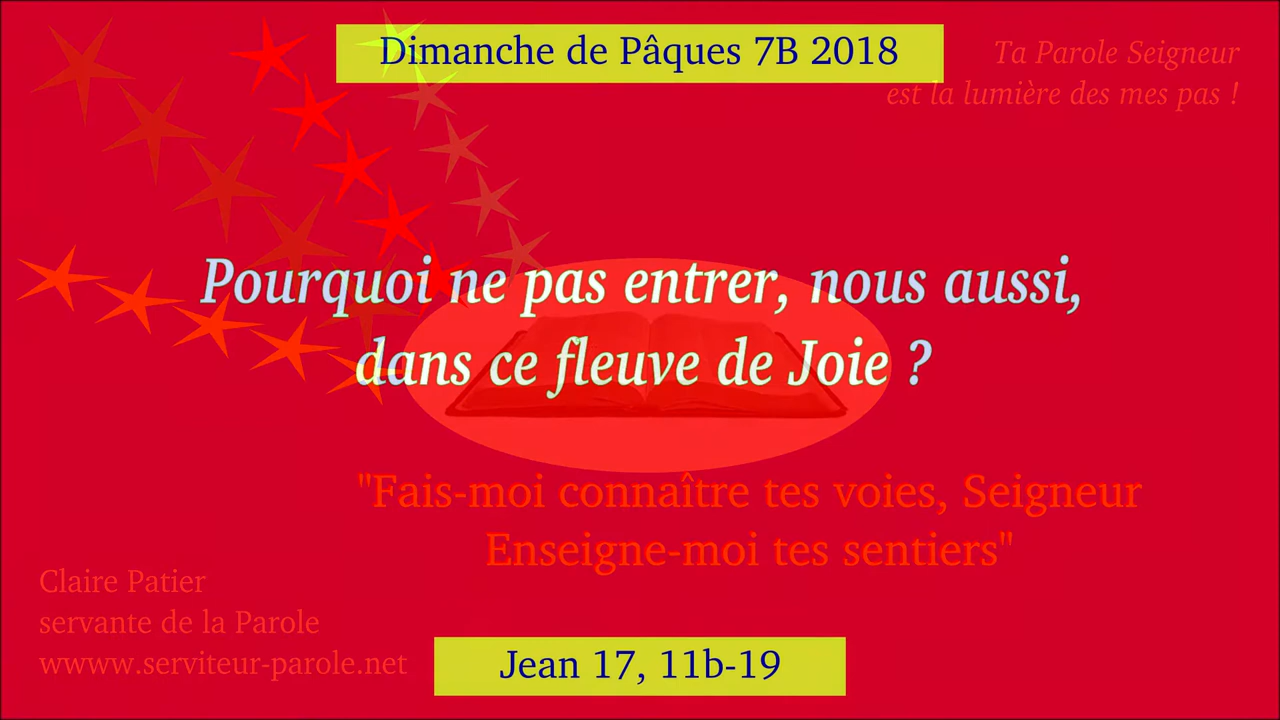 Dimanche de Pâques 7B 2018
Ta Parole Seigneur
est la lumière des mes pas !
Pourquoi ne pas entrer, nous aussi,
dans ce fleuve de Joie ?
"Fais-moi connaître tes voies, Seigneur
Enseigne-moi tes sentiers"
Claire Patier
servante de la Parole
wwww.serviteur-parole.net
Jean 17, 11b-19